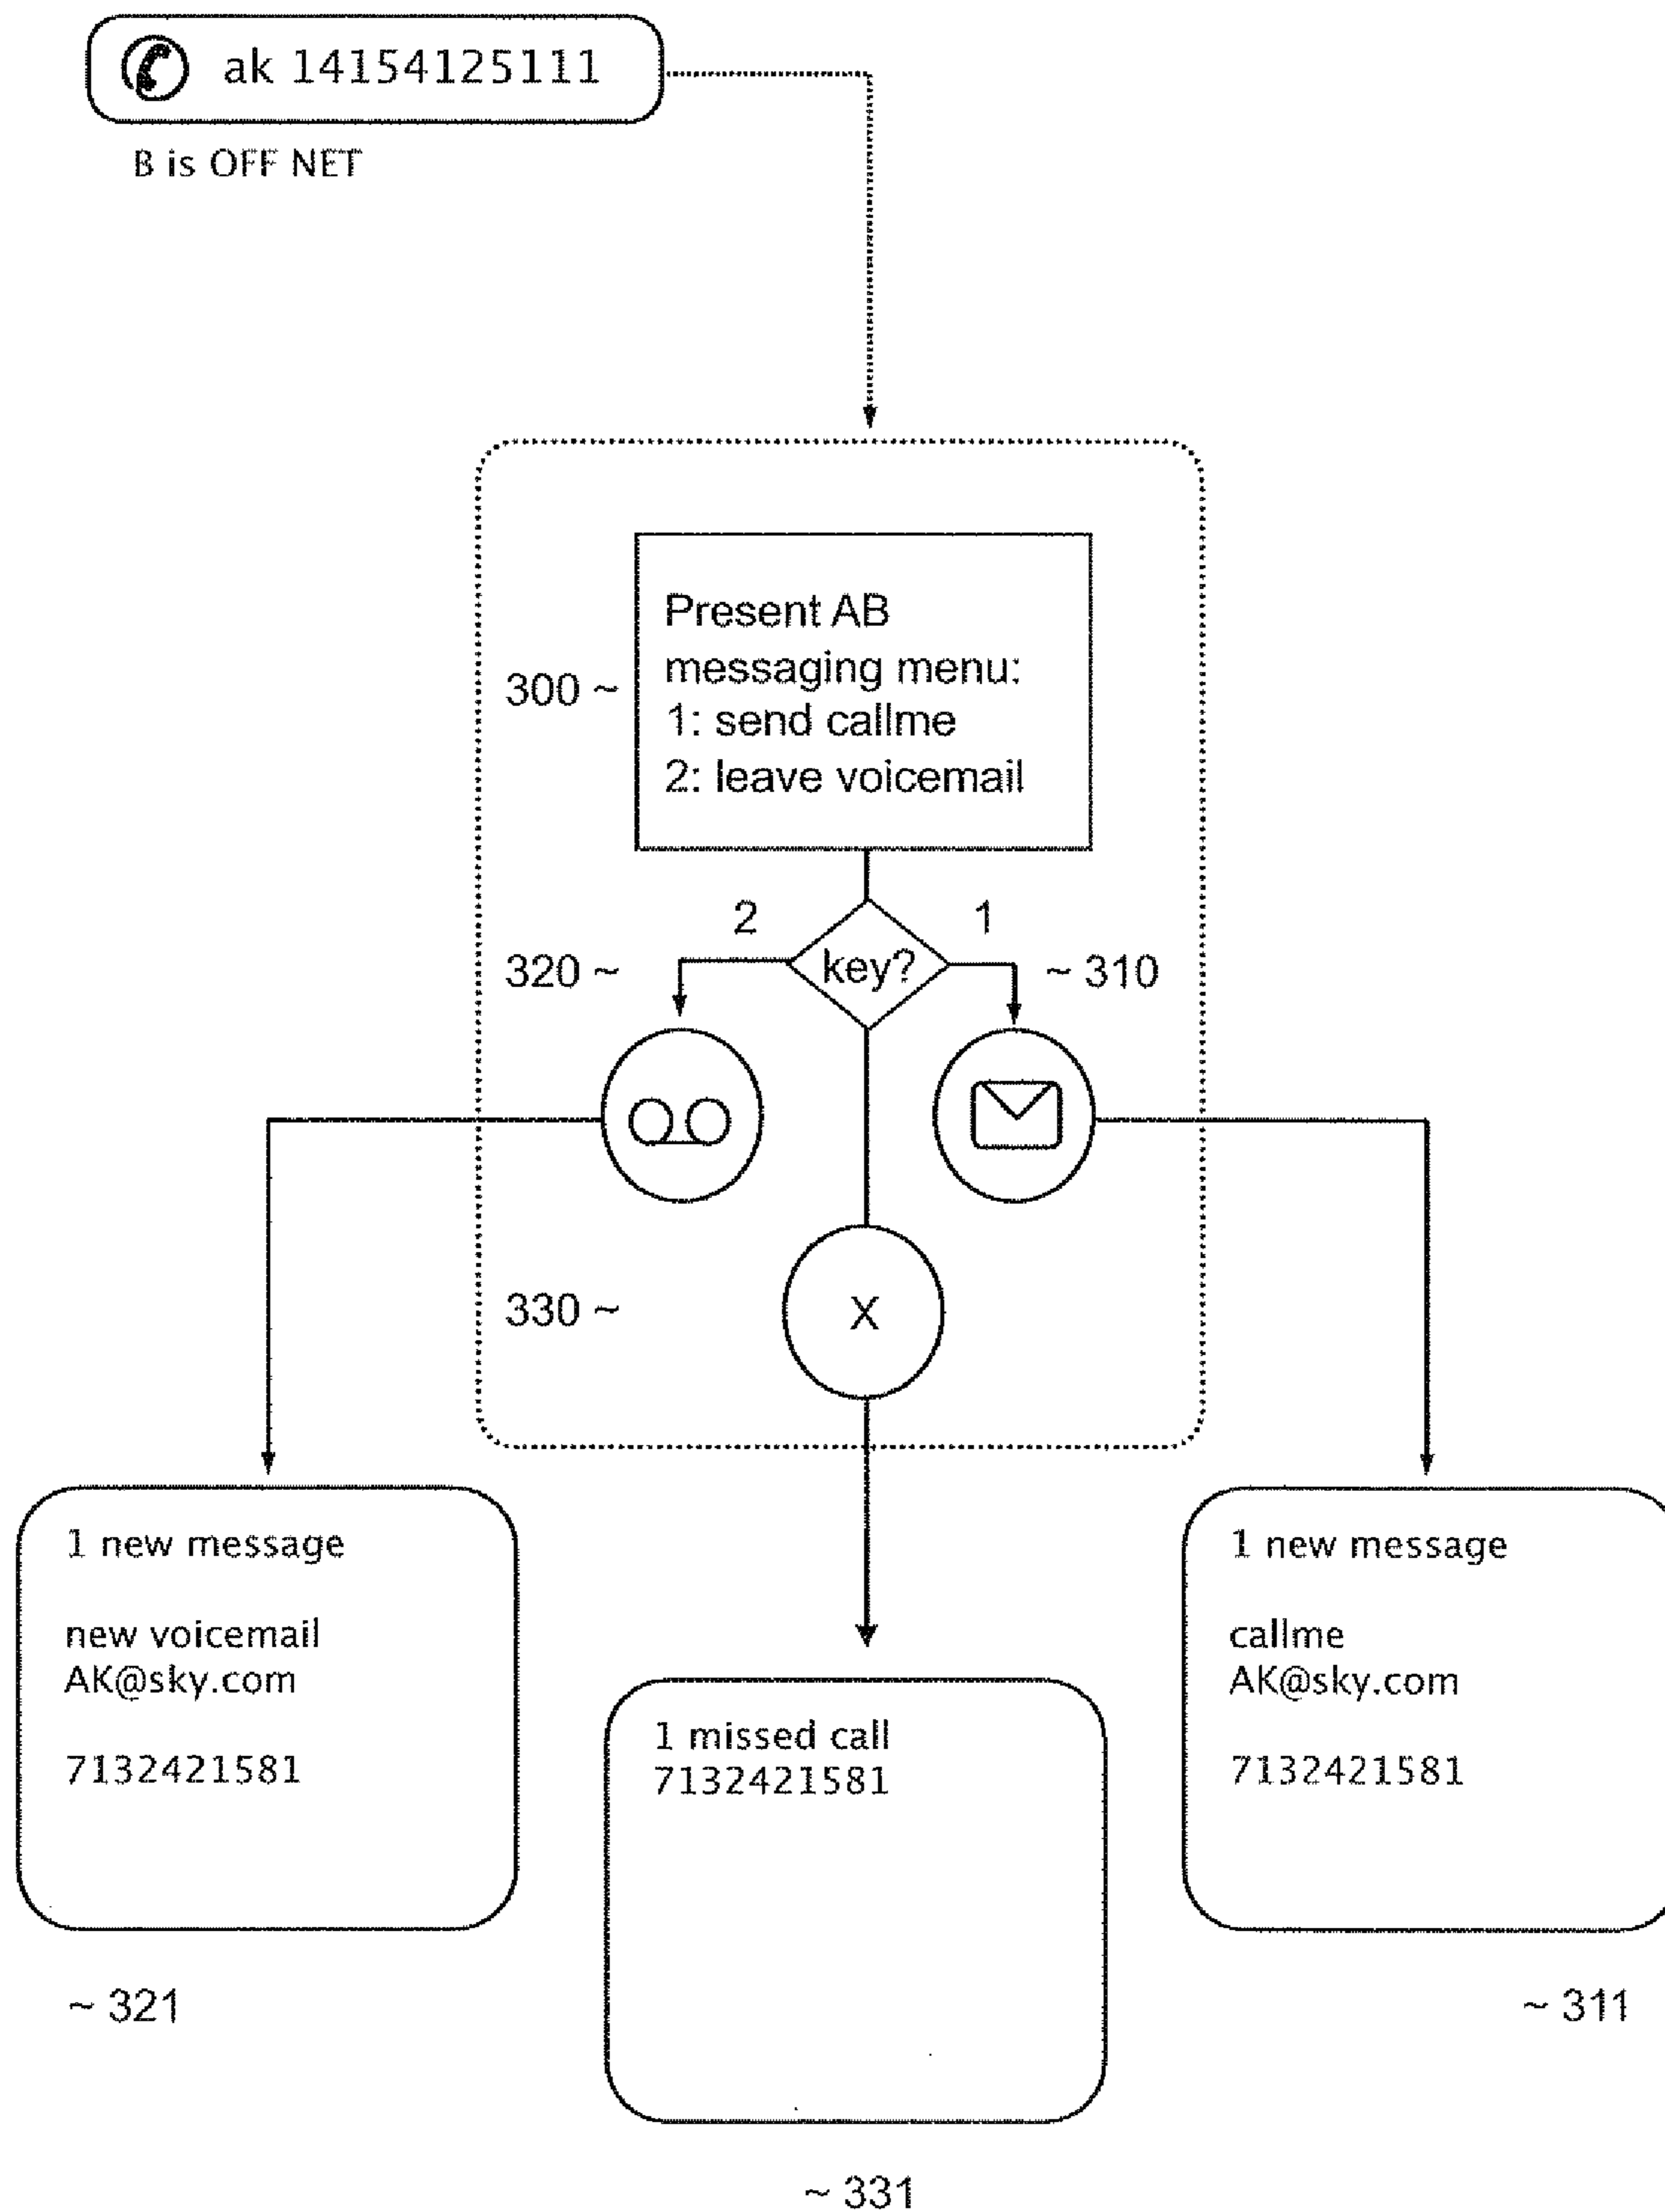 ak 14154125111
B is OFF NET
Present AB
messaging menu:
300 ~
1: send callme
2: leave voicemail
2
1
320 ~
key?
~ 310
330 ~
X
1 new message
new voicemail
AK@sky.com
7132421581
1 missed call
7132421581
1 new message
callme
AK@sky.com
7132421581
~ 321
~ 311
~ 331